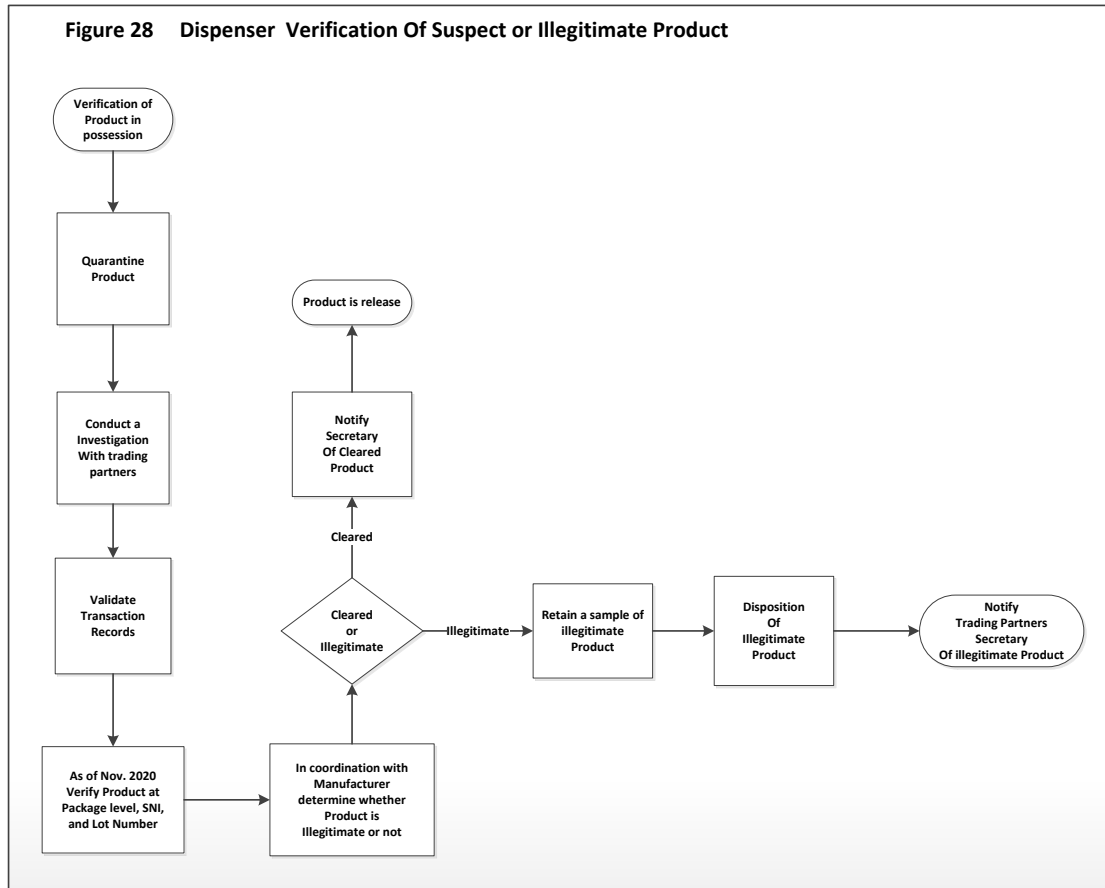 Figure 28 Dispenser Verification Of Suspect or Illegitimate Product
Verification of
Product in
possession
Quarantine
Product
Conduct a
Investigation
With trading
partners
Validate
Transaction
Records
As of Nov. 2020
Verify Product at
Package level, SNI,
and Lot Number
In coordination with
Manufacturer
determine whether
Product is
Illegitimate or not
Cleared
or
Illegitimate
Cleared
Notify
Secretary
Of Cleared
Product
Product is release
Illegitimate
Retain a sample of
illegitimate
Product
Disposition
Of
Illegitimate
Product
Notify
Trading Partners
Secretary
Of illegitimate Product